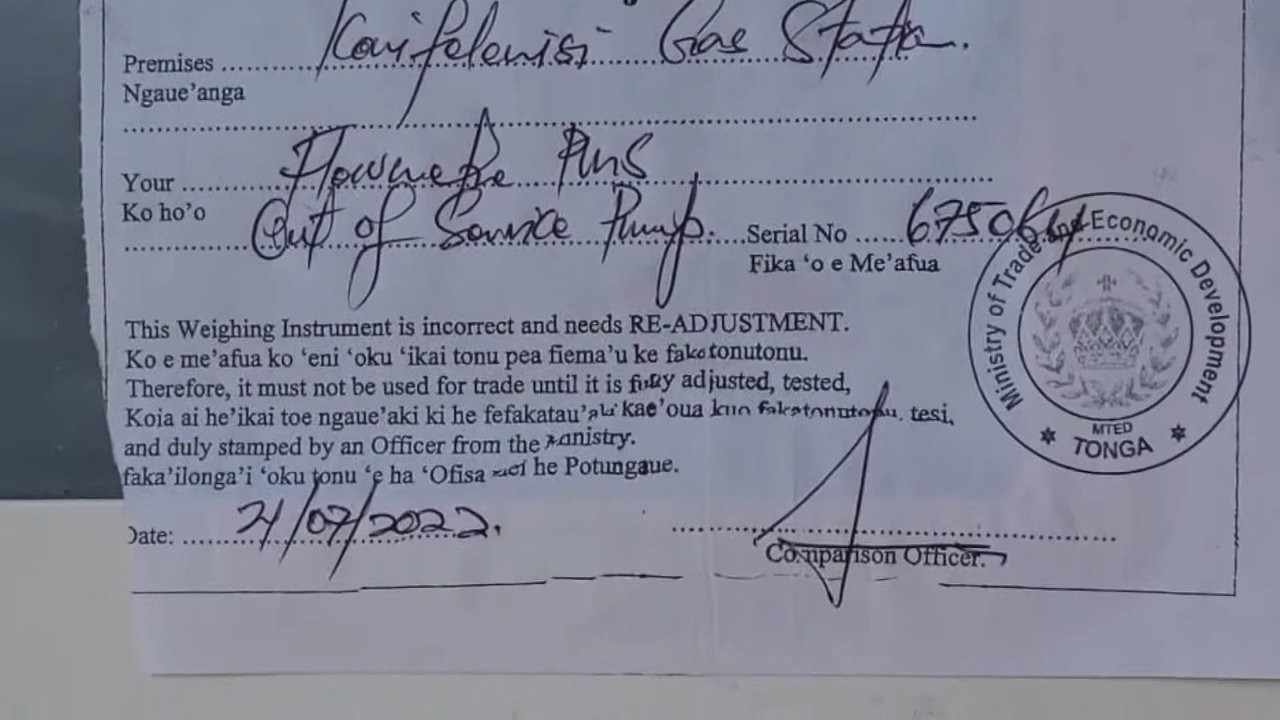 Premises .......... Gas Station.
Ngaue'anga
Your ..........
Ko ho'o
Out of Service Pump. ....Serial No ......
Fika 'o e Me'afua
This Weighing Instrument is incorrect and needs RE-ADJUSTMENT.
Ko e me'afua ko 'eni 'oku 'ikai tonu pea fiema'u ke fakatonutonu.
Therefore, it must not be used for trade until it is fully adjusted, tested,
Koia ai he'ikai toe ngaue'aki ki he fefakatau'aki kae'oua kuo fakatonutonu, tesi,
and duly stamped by an Officer from the Ministry.
faka'ilonga'i 'oku tonu 'e ha 'Ofisa mei he Potungaue.
Date: ......21/07/2022.
Comparison Officer.
Ministry of Trade and Economic Development
MTED
TONGA